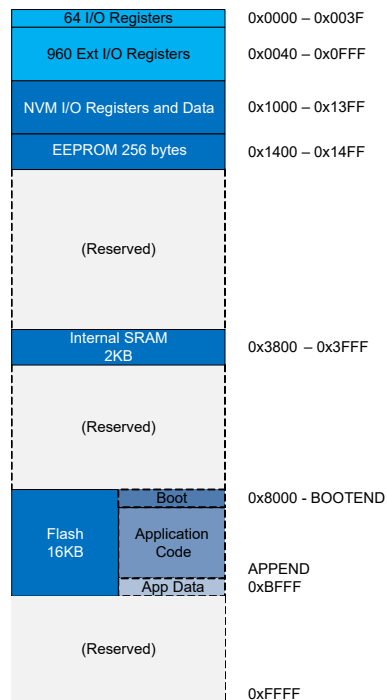 64 I/O Registers
0x0000 – 0x003F
960 Ext I/O Registers
0x0040 – 0x0FFF
NVM I/O Registers and Data
0x1000 – 0x13FF
EEPROM 256 bytes
0x1400 – 0x14FF
(Reserved)
Internal SRAM
2KB
0x3800 – 0x3FFF
(Reserved)
Boot
0x8000 - BOOTEND
Flash
16KB
Application
Code
APPEND
App Data
0xBFFF
(Reserved)
0xFFFF